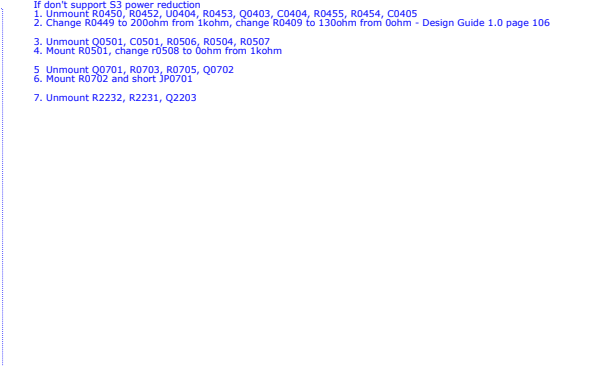 If don't support S3 power reduction
1. Unmount R0450, R0452, U0404, R0453, Q0403, C0404, R0455, R0454, C0405
2. Change R0449 to 200ohm from 1kohm, change R0409 to 130ohm from 0ohm - Design Guide 1.0 page 106
3. Unmount Q0501, C0501, R0506, R0504, R0507
4. Mount R0501, change r0508 to 0ohm from 1kohm
5 Unmount Q0701, R0703, R0705, Q0702
6. Mount R0702 and short JP0701
7. Unmount R2232, R2231, Q2203